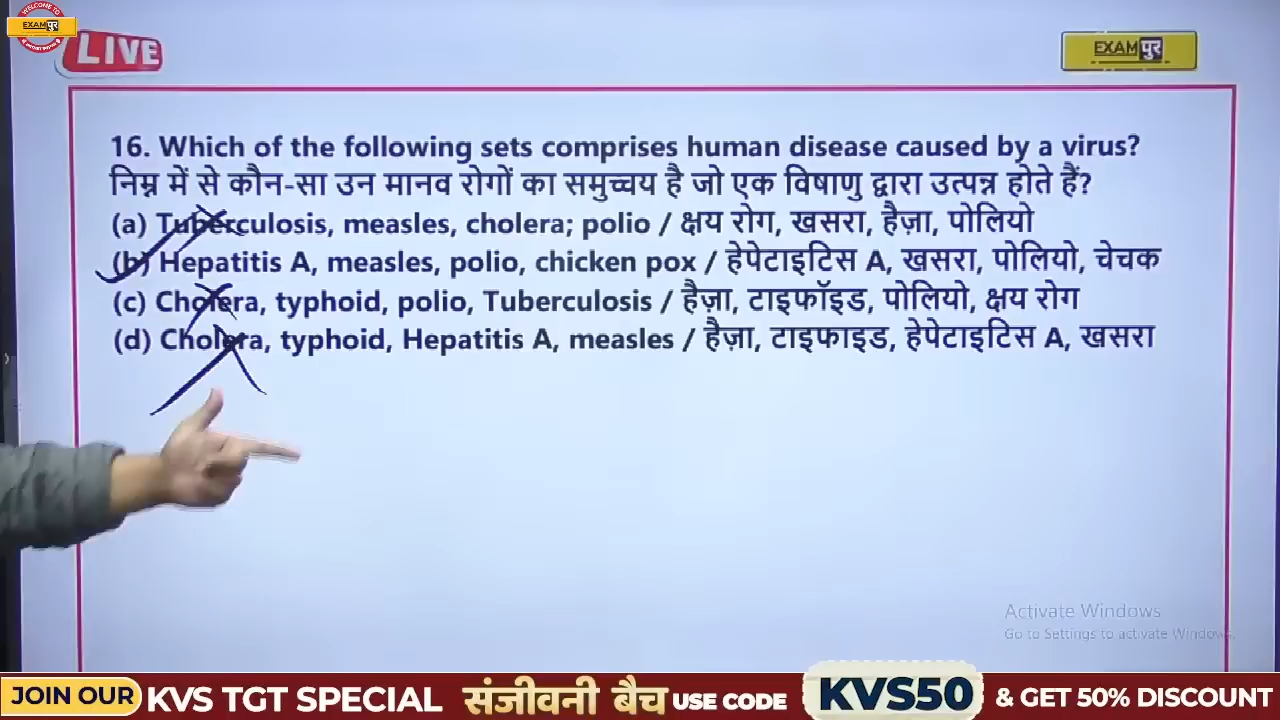 WELCOME TO
EXAMपुर
LIVE
EXAMपुर
16. Which of the following sets comprises human disease caused by a virus?
निम्न में से कौन-सा उन मानव रोगों का समुच्चय है जो एक विषाणु द्वारा उत्पन्न होते हैं?
(a) Tuberculosis, measles, cholera; polio / क्षय रोग, खसरा, हैज़ा, पोलियो
(b) Hepatitis A, measles, polio, chicken pox / हेपेटाइटिस A, खसरा, पोलियो, चेचक
(c) Cholera, typhoid, polio, Tuberculosis / हैज़ा, टाइफॉइड, पोलियो, क्षय रोग
(d) Cholera, typhoid, Hepatitis A, measles / हैज़ा, टाइफाइड, हेपेटाइटिस A, खसरा
Activate Windows
Go to Settings to activate Windows.
JOIN OUR KVS TGT SPECIAL संजीवनी बैच USE CODE KVS50 & GET 50% DISCOUNT